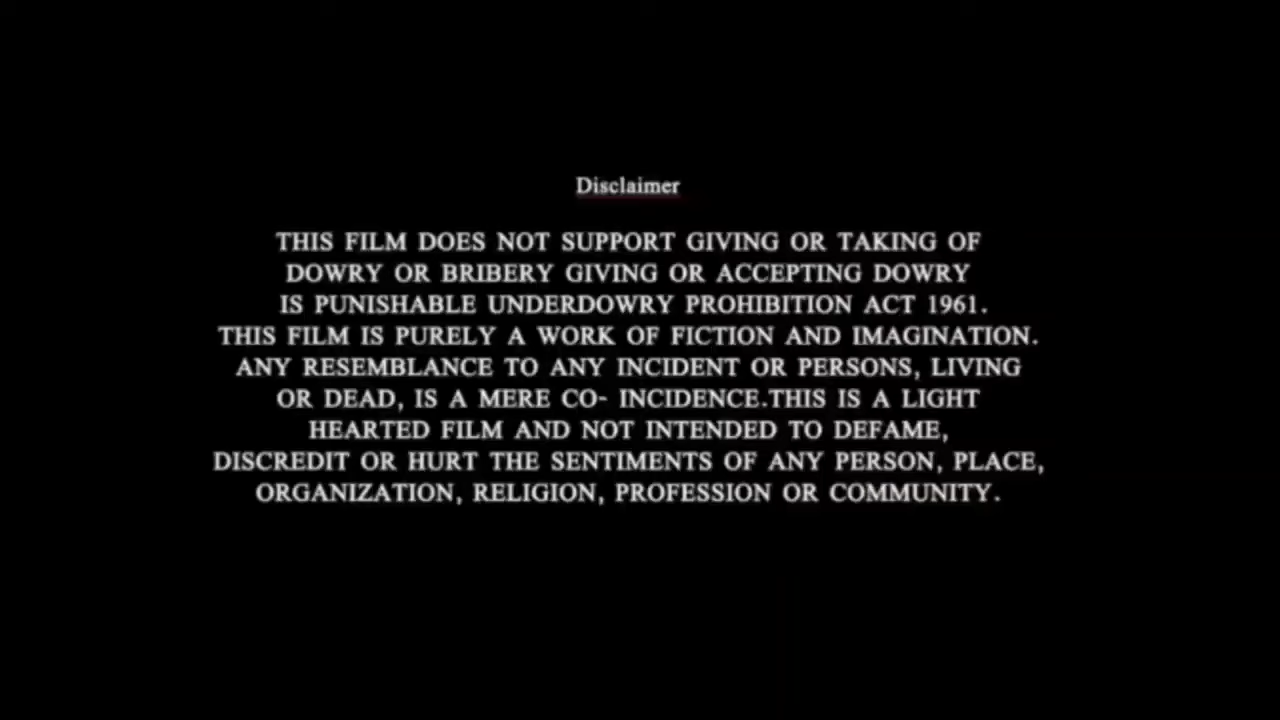 Disclaimer
THIS FILM DOES NOT SUPPORT GIVING OR TAKING OF
DOWRY OR BRIBERY GIVING OR ACCEPTING DOWRY
IS PUNISHABLE UNDERDOWRY PROHIBITION ACT 1961.
THIS FILM IS PURELY A WORK OF FICTION AND IMAGINATION.
ANY RESEMBLANCE TO ANY INCIDENT OR PERSONS, LIVING
OR DEAD, IS A MERE CO- INCIDENCE.THIS IS A LIGHT
HEARTED FILM AND NOT INTENDED TO DEFAME,
DISCREDIT OR HURT THE SENTIMENTS OF ANY PERSON, PLACE,
ORGANIZATION, RELIGION, PROFESSION OR COMMUNITY.